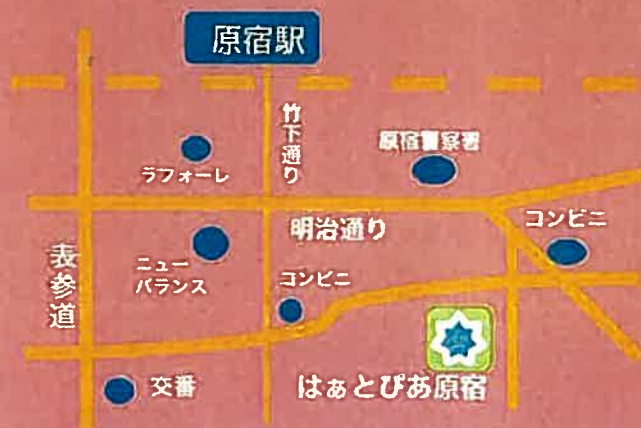 原宿駅
竹下通り
原宿警察署
ラフォーレ
明治通り
コンビニ
表参道
ニュー
バランス
コンビニ
交番
はぁとぴあ原宿